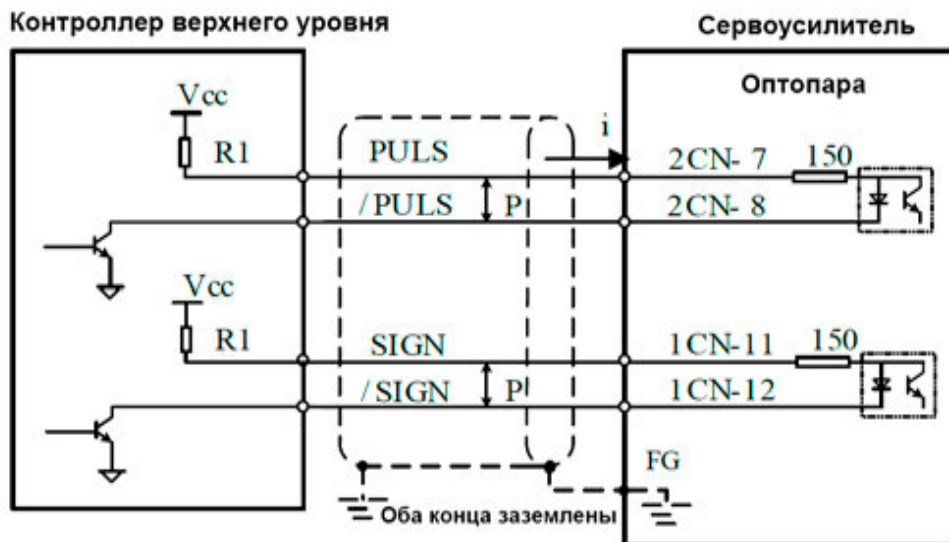 Контроллер верхнего уровня
Сервоусилитель
Оптопара
Vcc
R1
PULS
i
2CN-7
150
/PULS
P
2CN-8
Vcc
R1
SIGN
1CN-11
150
/SIGN
P
1CN-12
FG
Оба конца заземлены